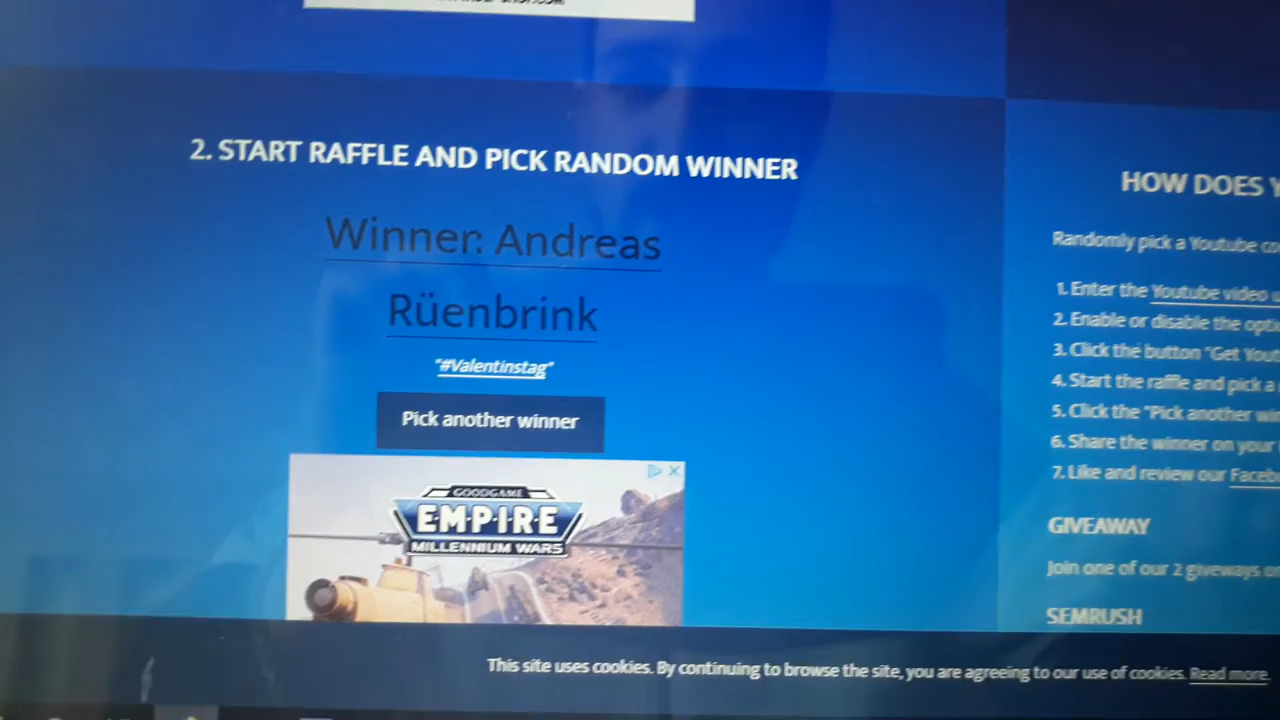 2. START RAFFLE AND PICK RANDOM WINNER
Winner: Andreas
Rüenbrink
"#Valentinstag"
Pick another winner
GOODGAME
EMPIRE
MILLENNIUM WARS
HOW DOES
Randomly pick a Youtube
1. Enter the Youtube video
2. Enable or disable the
3. Click the button "Get
4. Start the raffle and pick a
5. Click the "Pick another
6. Share the winner on your
7. Like and review our
GIVEAWAY
Join one of our 2 giveways
SEMRUSH
This site uses cookies. By continuing to browse the site, you are agreeing to our use of cookies. Read more.